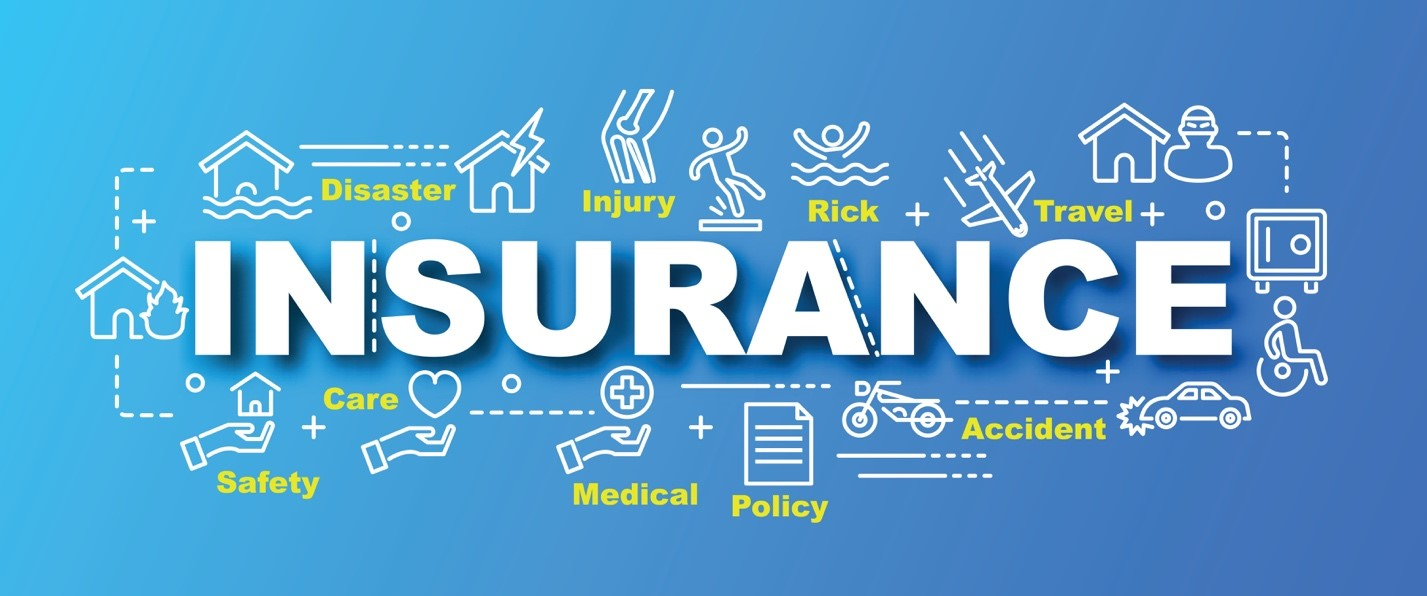 Disaster
Injury
Rick
Travel
INSURANCE
Care
Accident
Safety
Medical
Policy